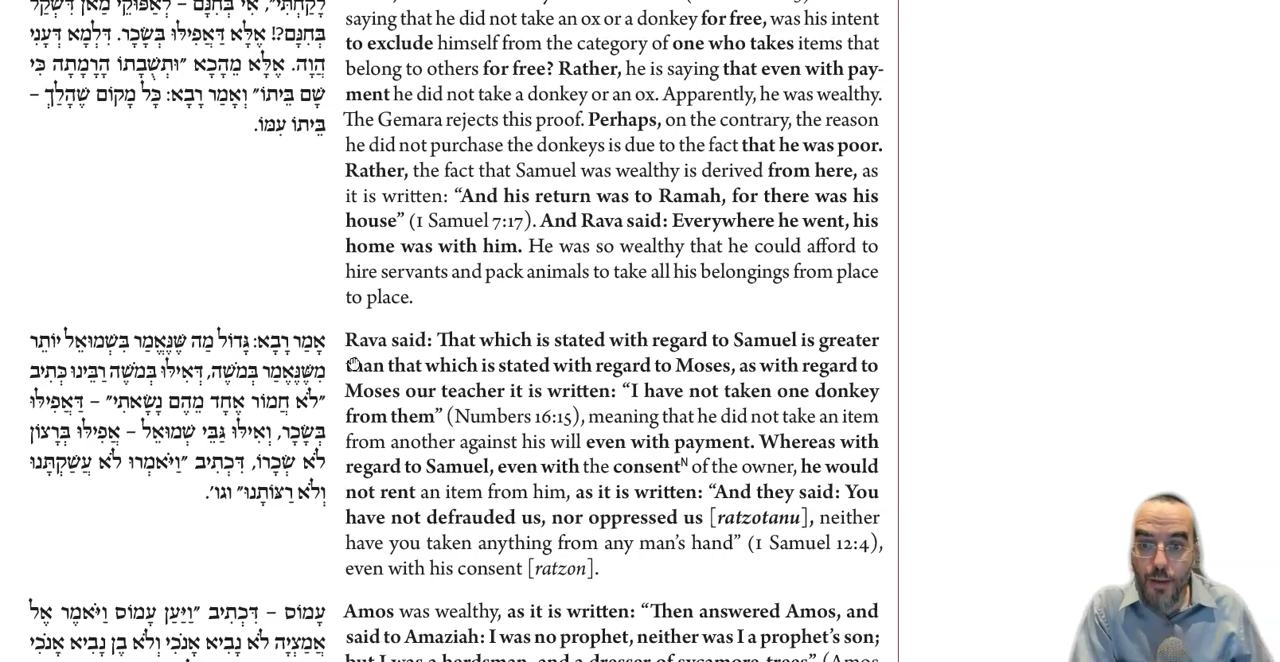 לָקַחְתִּי״, אִי בְּחִנָּם – לְאַפּוֹקֵי מַאן דְּשָׁקֵל
בְּחִנָּם?! אֶלָּא דַּאֲפִילּוּ בְּשָׂכָר. דִּלְמָא דְּעָנִי
הֲוָה. אֶלָּא מֵהָכָא ״וּתְשֻׁבָתוֹ הָרָמָתָה כִּי
שָׁם בֵּיתוֹ״ וְאָמַר רָבָא: כָּל מָקוֹם שֶׁהָלַךְ –
בֵּיתוֹ עִמּוֹ.
saying that he did not take an ox or a donkey for free, was his intent
to exclude himself from the category of one who takes items that
belong to others for free? Rather, he is saying that even with pay-
ment he did not take a donkey or an ox. Apparently, he was wealthy.
The Gemara rejects this proof. Perhaps, on the contrary, the reason
he did not purchase the donkeys is due to the fact that he was poor.
Rather, the fact that Samuel was wealthy is derived from here, as
it is written: “And his return was to Ramah, for there was his
house” (I Samuel 7:17). And Rava said: Everywhere he went, his
home was with him. He was so wealthy that he could afford to
hire servants and pack animals to take all his belongings from place
to place.
אָמַר רָבָא: גָּדוֹל מַה שֶּׁנֶּאֱמַר בִּשְׁמוּאֵל יוֹתֵר
מִשֶּׁנֶּאֱמַר בְּמֹשֶׁה, דְּאִילּוּ בְּמֹשֶׁה רַבֵּינוּ כְּתִיב
״לֹא חֲמוֹר אֶחָד מֵהֶם נָשָׂאתִי״ – דַּאֲפִילּוּ
בְּשָׂכָר, וְאִילּוּ גַּבֵּי שְׁמוּאֵל – אֲפִילּוּ בְּרָצוֹן
לֹא שְׂכָרוֹ, דִּכְתִיב ״וַיֹּאמְרוּ לֹא עֲשַׁקְתָּנוּ
וְלֹא רַצּוֹתָנוּ״ וגו׳.
Rava said: That which is stated with regard to Samuel is greater
that which is stated with regard to Moses, as with regard to
Moses our teacher it is written: “I have not taken one donkey
from them” (Numbers 16:15), meaning that he did not take an item
from another against his will even with payment. Whereas with
regard to Samuel, even with the consentᴺ of the owner, he would
not rent an item from him, as it is written: “And they said: You
have not defrauded us, nor oppressed us [ratzotanu], neither
have you taken anything from any man’s hand” (I Samuel 12:4),
even with his consent [ratzon].
עָמוֹס – דִּכְתִיב ״וַיַּעַן עָמוֹס וַיֹּאמֶר אֶל
אֲמַצְיָה לֹא נָבִיא אָנֹכִי וְלֹא בֶן נָבִיא אָנֹכִי
Amos was wealthy, as it is written: “Then answered Amos, and
said to Amaziah: I was no prophet, neither was I a prophet’s son;
but I was a herdsman, and a dresser of sycamore trees” (Amos